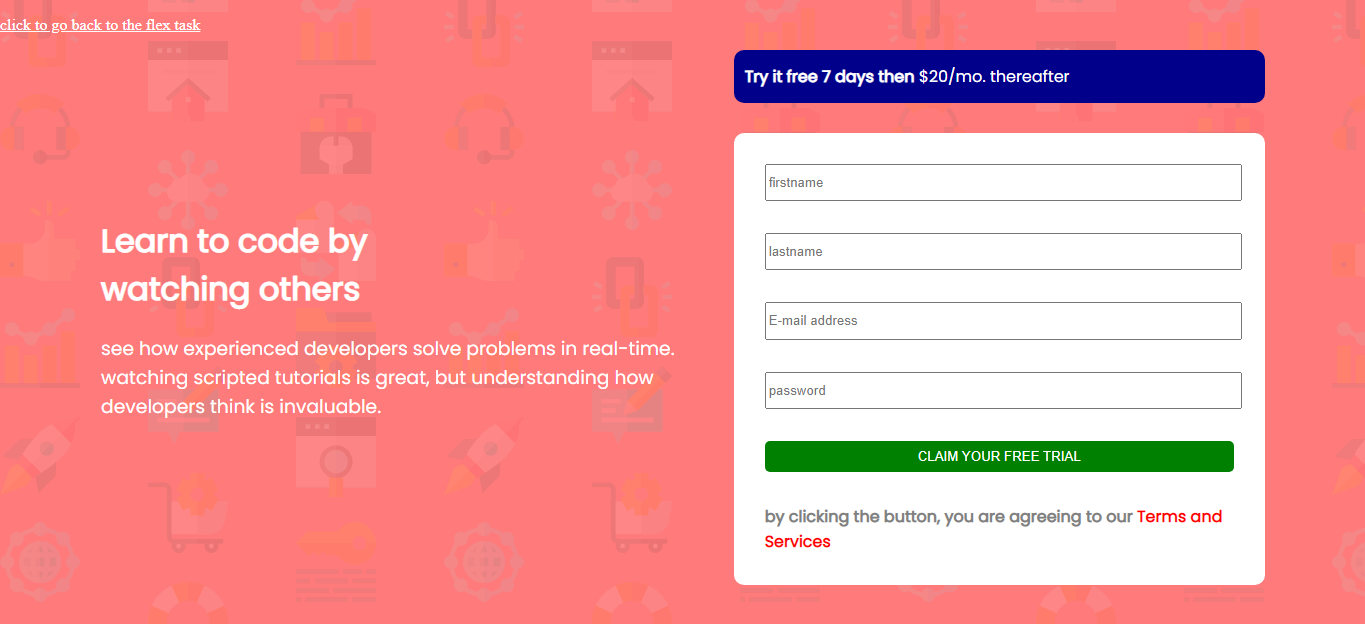 click to go back to the flex task
Try it free 7 days then $20/mo. thereafter
Learn to code by
watching others
see how experienced developers solve problems in real-time.
watching scripted tutorials is great, but understanding how
developers think is invaluable.
firstname
lastname
E-mail address
password
CLAIM YOUR FREE TRIAL
by clicking the button, you are agreeing to our Terms and
Services